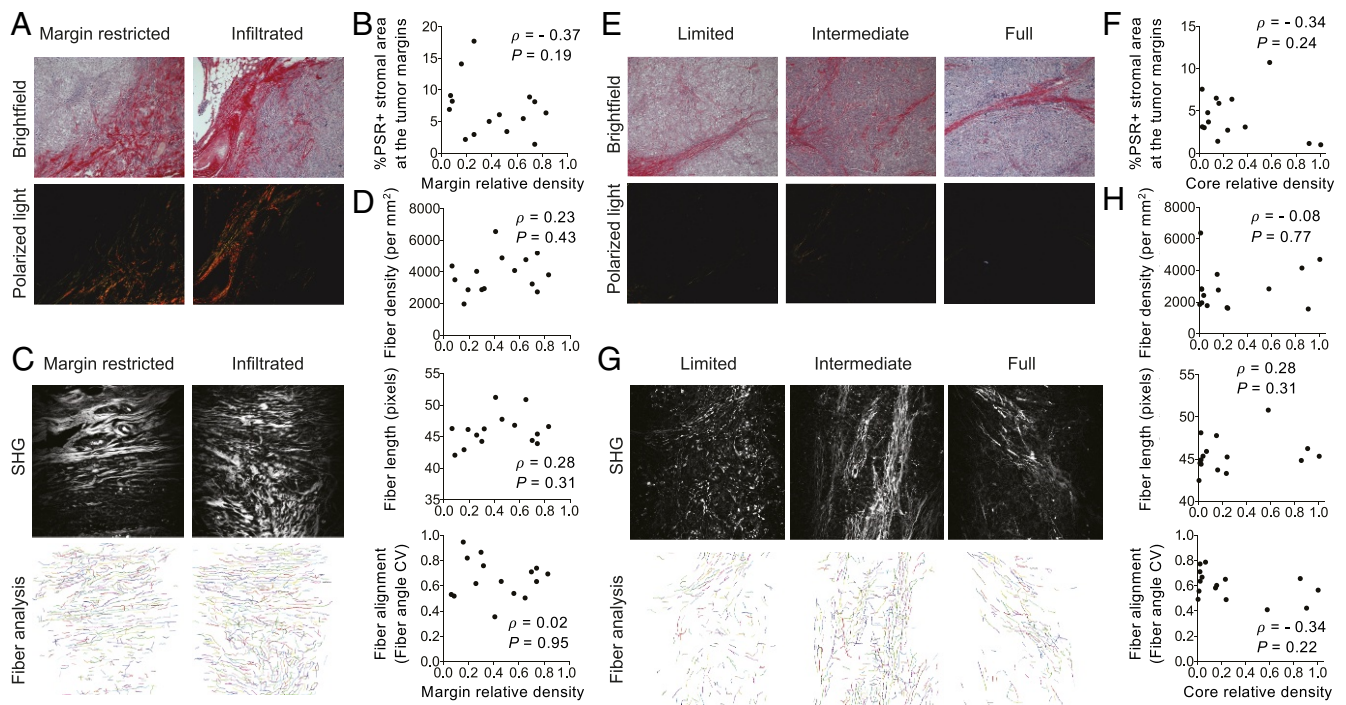 A
Margin restricted
Infiltrated
Brightfield
Polarized light
B
%PSR+ stromal area
at the tumor margins
20
15
10
5
0
ρ = - 0.37
P = 0.19
0.0 0.2 0.4 0.6 0.8 1.0
Margin relative density
C
Margin restricted
Infiltrated
SHG
Fiber analysis
D
Fiber density (per mm²)
8000
6000
4000
2000
0
ρ = 0.23
P = 0.43
0.0 0.2 0.4 0.6 0.8 1.0
Fiber length (pixels)
55
50
45
40
35
ρ = 0.28
P = 0.31
0.0 0.2 0.4 0.6 0.8 1.0
Fiber alignment
(Fiber angle CV)
1.0
0.8
0.6
0.4
0.2
0.0
ρ = 0.02
P = 0.95
0.0 0.2 0.4 0.6 0.8 1.0
Margin relative density
E
Limited
Intermediate
Full
Brightfield
Polarized light
F
%PSR+ stromal area
at the tumor margins
15
10
5
0
ρ = - 0.34
P = 0.24
0.0 0.2 0.4 0.6 0.8 1.0
Core relative density
G
Limited
Intermediate
Full
SHG
Fiber analysis
H
Fiber density (per mm²)
8000
6000
4000
2000
0
ρ = - 0.08
P = 0.77
0.0 0.2 0.4 0.6 0.8 1.0
Fiber length (pixels)
55
50
45
40
ρ = 0.28
P = 0.31
0.0 0.2 0.4 0.6 0.8 1.0
Fiber alignment
(Fiber angle CV)
1.0
0.8
0.6
0.4
0.2
0.0
ρ = - 0.34
P = 0.22
0.0 0.2 0.4 0.6 0.8 1.0
Core relative density